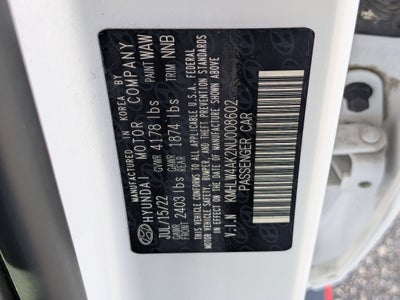 MANUFACTURED IN KOREA BY
HYUNDAI MOTOR COMPANY
JUL/15/22 GVWR 4178 lbs PAINT WAW
GAWR FRONT 2403 lbs GAWR REAR 1874 lbs TRIM NNB
THIS VEHICLE CONFORMS TO ALL APPLICABLE U.S.A. FEDERAL
MOTOR VEHICLE SAFETY, BUMPER, AND THEFT PREVENTION STANDARDS
IN EFFECT ON THE DATE OF MANUFACTURE SHOWN ABOVE
V.I.N KMHLW4AK2NU008602
PASSENGER CAR